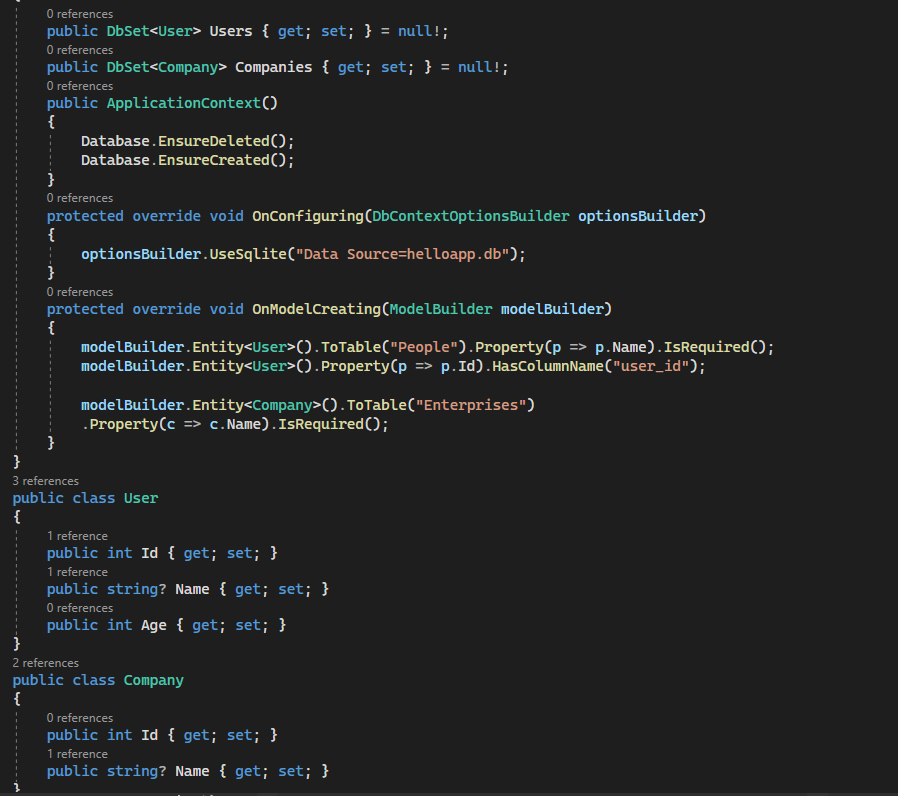 {
0 references
public DbSet<User> Users { get; set; } = null!;
0 references
public DbSet<Company> Companies { get; set; } = null!;
0 references
public ApplicationContext()
{
Database.EnsureDeleted();
Database.EnsureCreated();
}
0 references
protected override void OnConfiguring(DbContextOptionsBuilder optionsBuilder)
{
optionsBuilder.UseSqlite("Data Source=helloapp.db");
}
0 references
protected override void OnModelCreating(ModelBuilder modelBuilder)
{
modelBuilder.Entity<User>().ToTable("People").Property(p => p.Name).IsRequired();
modelBuilder.Entity<User>().Property(p => p.Id).HasColumnName("user_id");
modelBuilder.Entity<Company>().ToTable("Enterprises")
.Property(c => c.Name).IsRequired();
}
}
3 references
public class User
{
1 reference
public int Id { get; set; }
1 reference
public string? Name { get; set; }
0 references
public int Age { get; set; }
}
2 references
public class Company
{
0 references
public int Id { get; set; }
1 reference
public string? Name { get; set; }
}